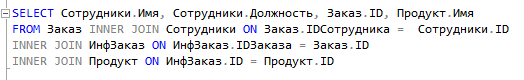 SELECT Сотрудники.Имя, Сотрудники.Должность, Заказ.ID, Продукт.Имя
FROM Заказ INNER JOIN Сотрудники ON Заказ.IDСотрудника = Сотрудники.ID
INNER JOIN ИнфЗаказ ON ИнфЗаказ.IDЗаказа = Заказ.ID
INNER JOIN Продукт ON ИнфЗаказ.ID = Продукт.ID